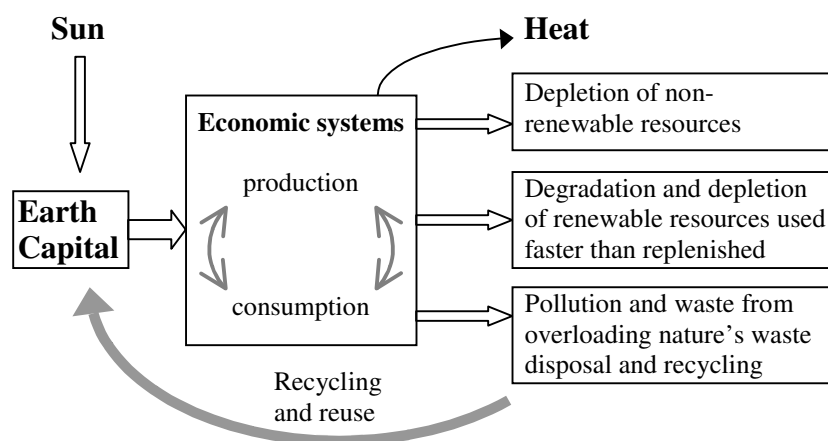 Sun
Heat
Economic systems
production
consumption
Earth
Capital
Depletion of non-
renewable resources
Degradation and depletion
of renewable resources used
faster than replenished
Pollution and waste from
overloading nature's waste
disposal and recycling
Recycling
and reuse